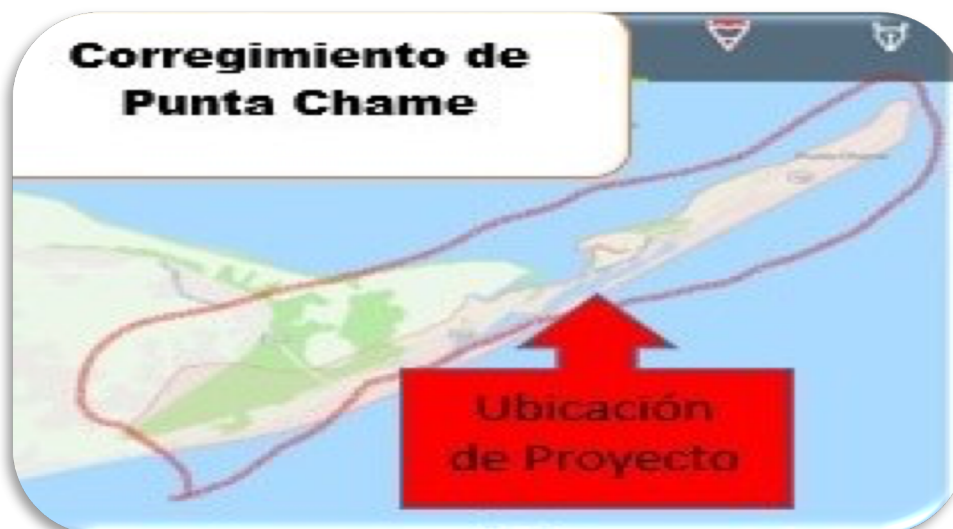 Corregimiento de
Punta Chame
Ubicación
de Proyecto